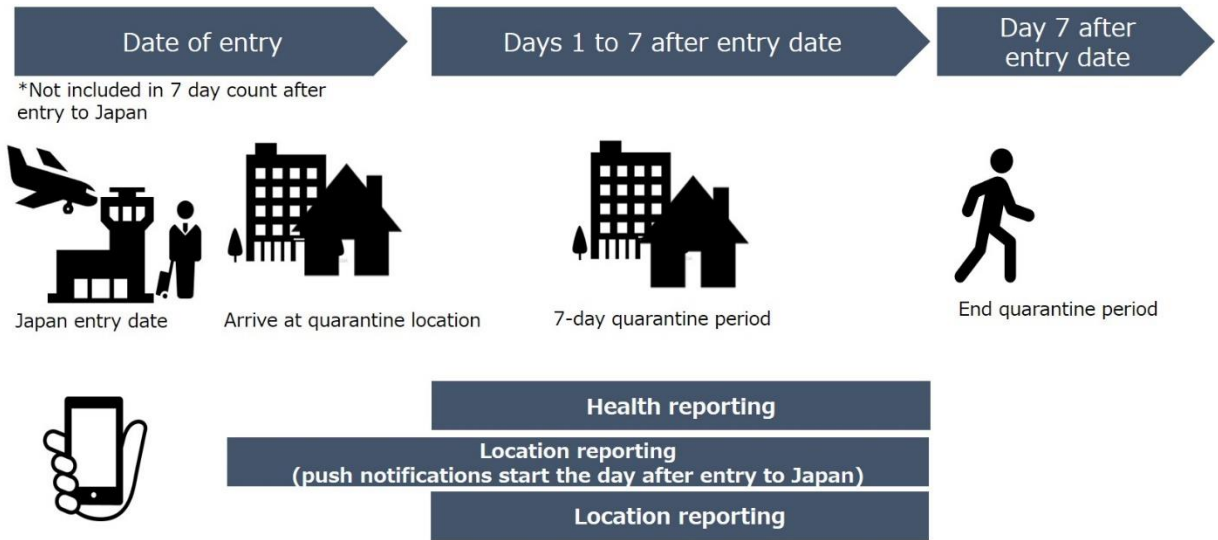 Date of entry
Days 1 to 7 after entry date
Day 7 after
entry date
*Not included in 7 day count after
entry to Japan
Japan entry date
Arrive at quarantine location
7-day quarantine period
End quarantine period
Health reporting
Location reporting
(push notifications start the day after entry to Japan)
Location reporting